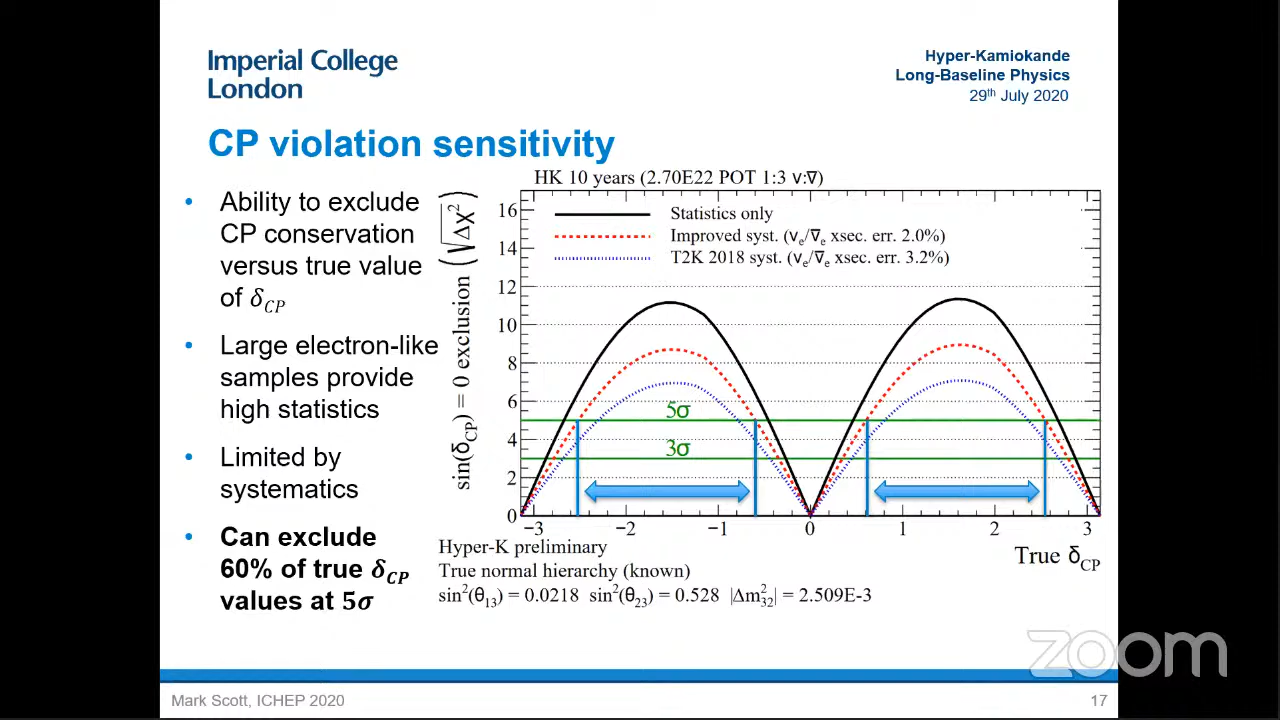 Imperial College
London
Hyper-Kamiokande
Long-Baseline Physics
29th July 2020
CP violation sensitivity
• Ability to exclude
CP conservation
versus true value
of δCP
• Large electron-like
samples provide
high statistics
• Limited by
systematics
• Can exclude
60% of true δCP
values at 5σ
HK 10 years (2.70E22 POT 1:3 ν:ν̅)
sin(δCP) = 0 exclusion (√Δχ²)
16
14
12
10
8
6
4
2
0
Statistics only
Improved syst. (νe/ν̅e xsec. err. 2.0%)
T2K 2018 syst. (νe/ν̅e xsec. err. 3.2%)
5σ
3σ
−3 −2 −1 0 1 2 3
True δCP
Hyper-K preliminary
True normal hierarchy (known)
sin²(θ13) = 0.0218 sin²(θ23) = 0.528 |Δm²32| = 2.509E-3
zoom
Mark Scott, ICHEP 2020
17